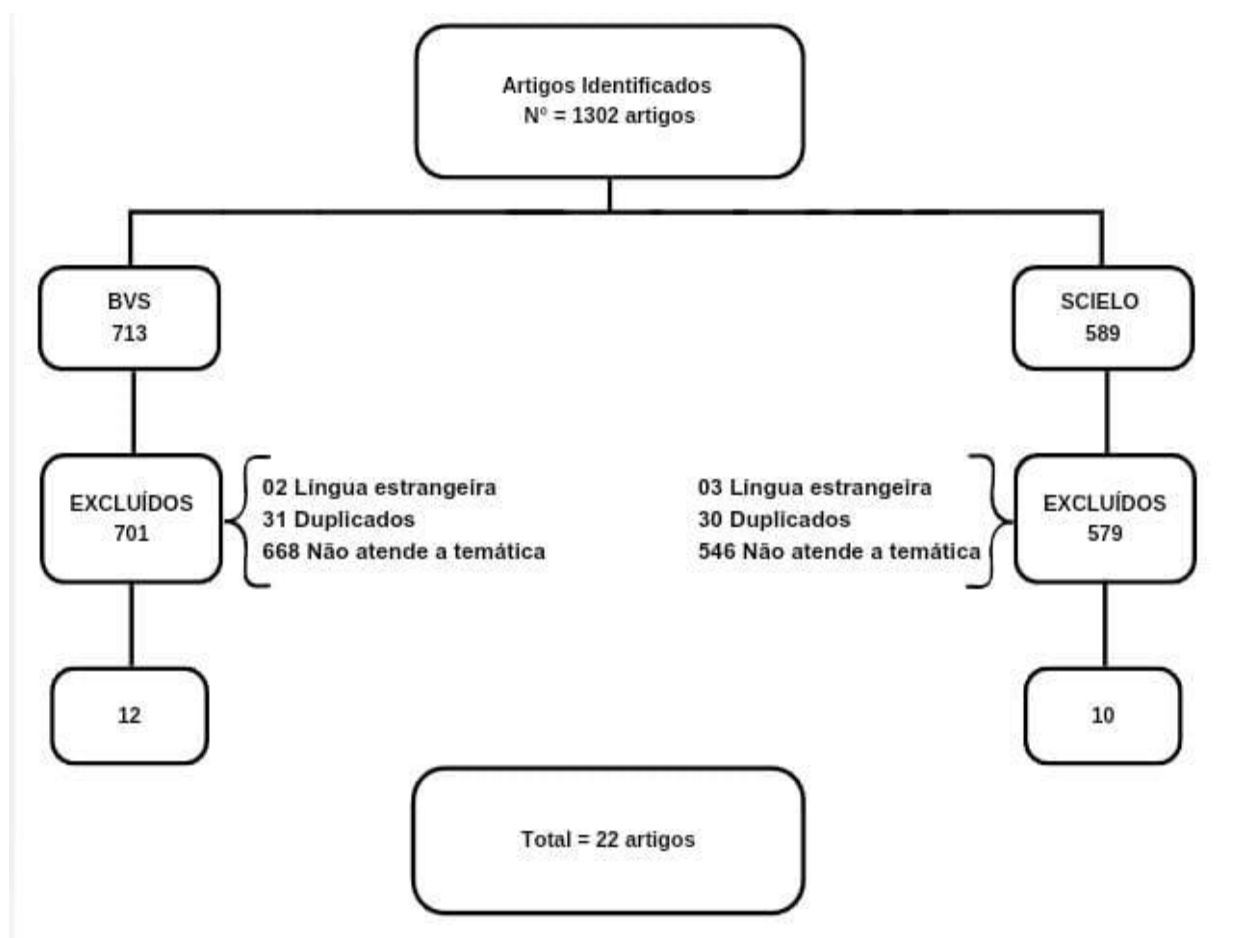 Artigos Identificados
Nº = 1302 artigos
BVS
713
SCIELO
589
EXCLUÍDOS
701
02 Língua estrangeira
31 Duplicados
668 Não atende a temática
03 Língua estrangeira
30 Duplicados
546 Não atende a temática
EXCLUÍDOS
579
12
10
Total = 22 artigos